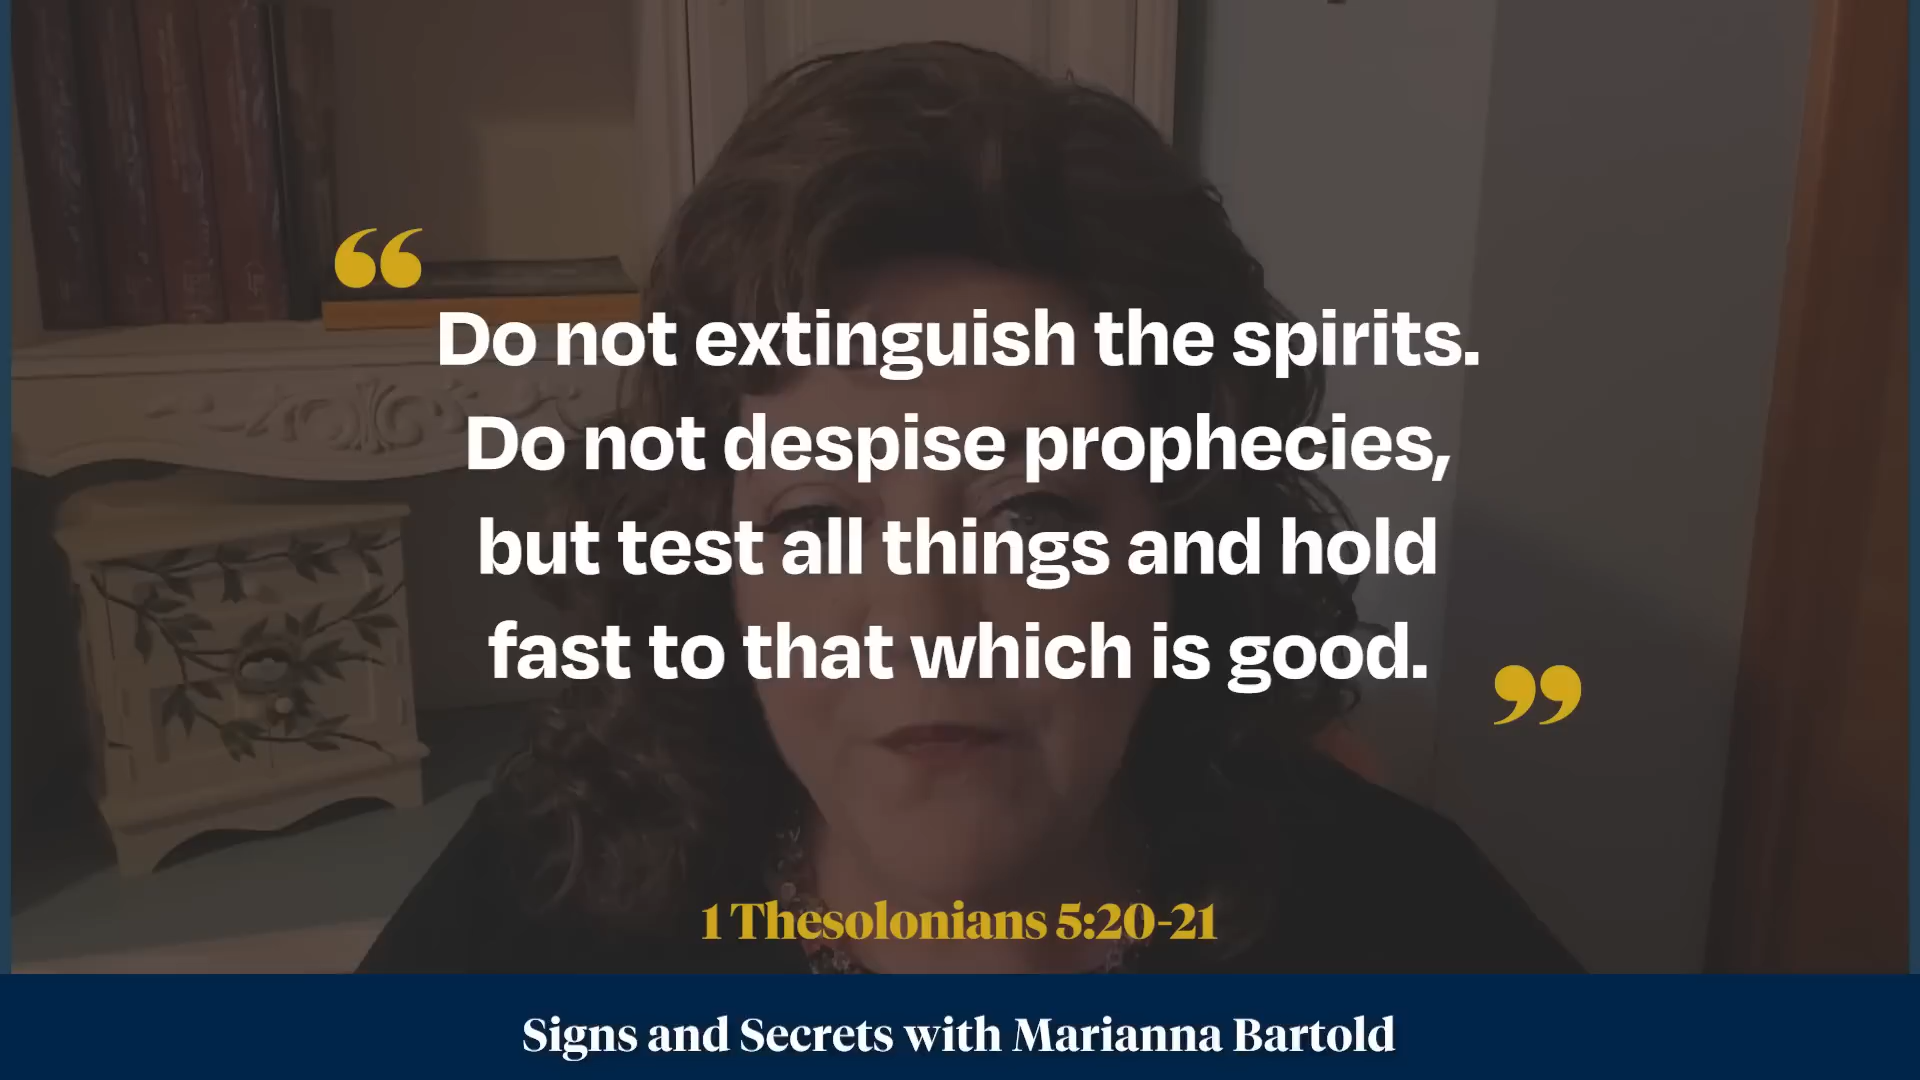 “
Do not extinguish the spirits.
Do not despise prophecies,
but test all things and hold
fast to that which is good.
”
1 Thesolonians 5:20-21
Signs and Secrets with Marianna Bartold